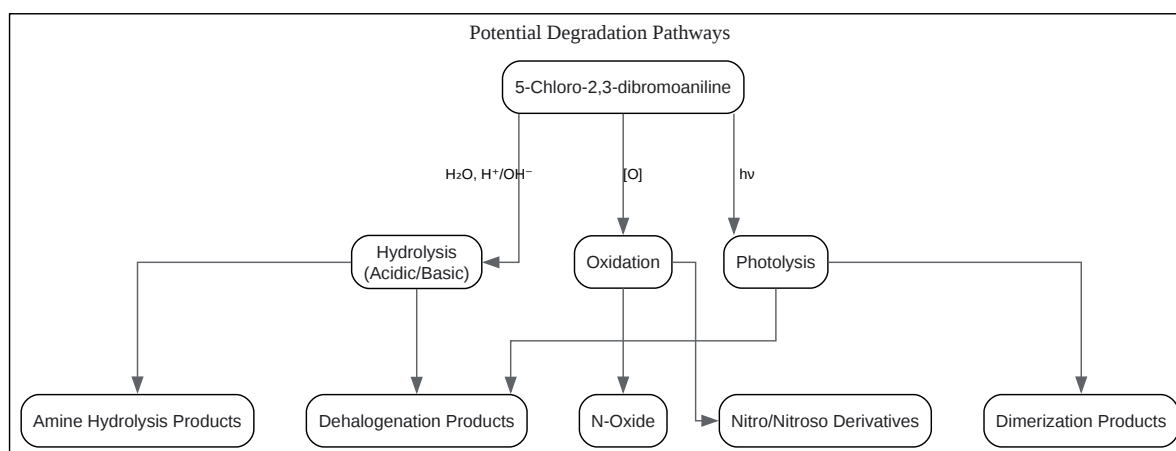 Potential Degradation Pathways
5-Chloro-2,3-dibromoaniline
H₂O, H⁺/OH⁻
[O]
hν
Hydrolysis
(Acidic/Basic)
Oxidation
Photolysis
Amine Hydrolysis Products
Dehalogenation Products
N-Oxide
Nitro/Nitroso Derivatives
Dimerization Products